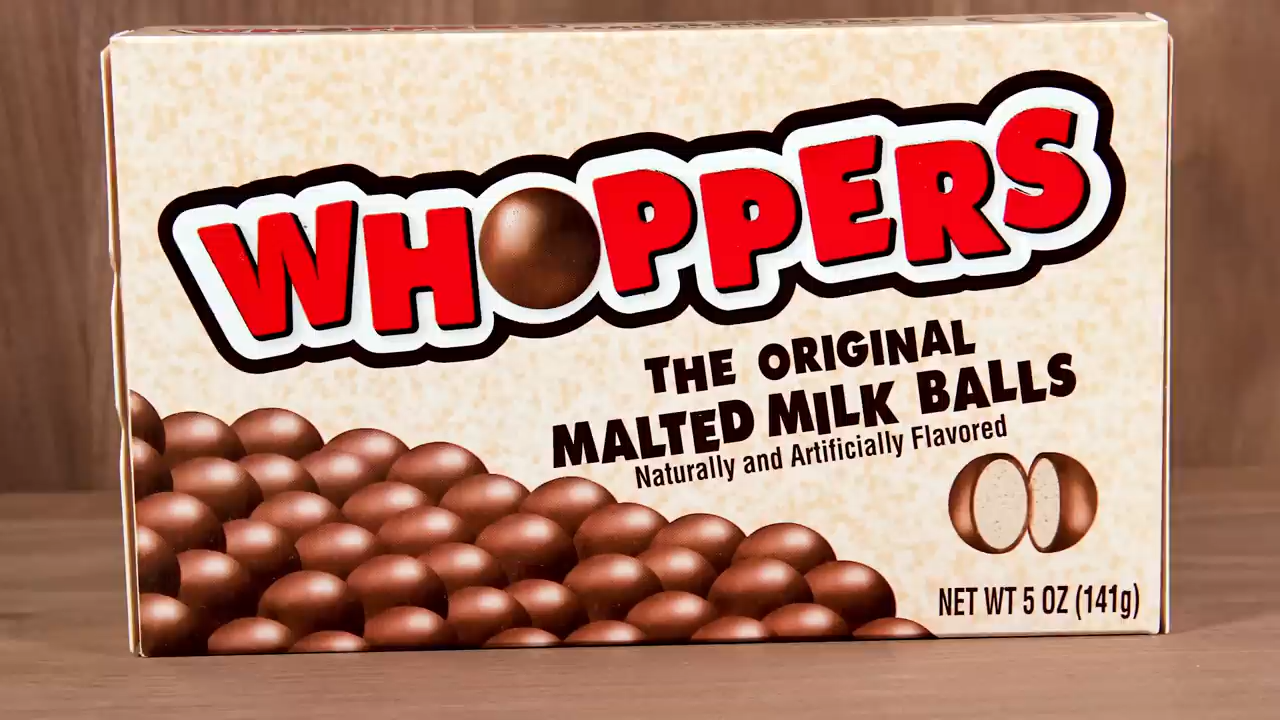 WHOPPERS
THE ORIGINAL
MALTED MILK BALLS
Naturally and Artificially Flavored
NET WT 5 OZ (141g)